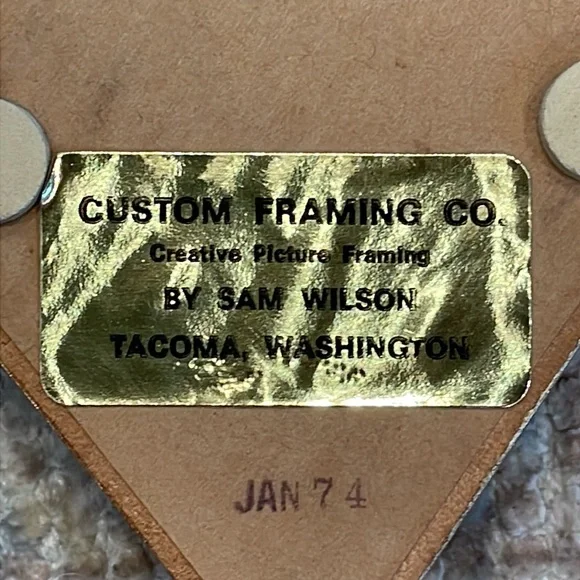 CUSTOM FRAMING CO.
Creative Picture Framing
BY SAM WILSON
TACOMA, WASHINGTON
JAN 74